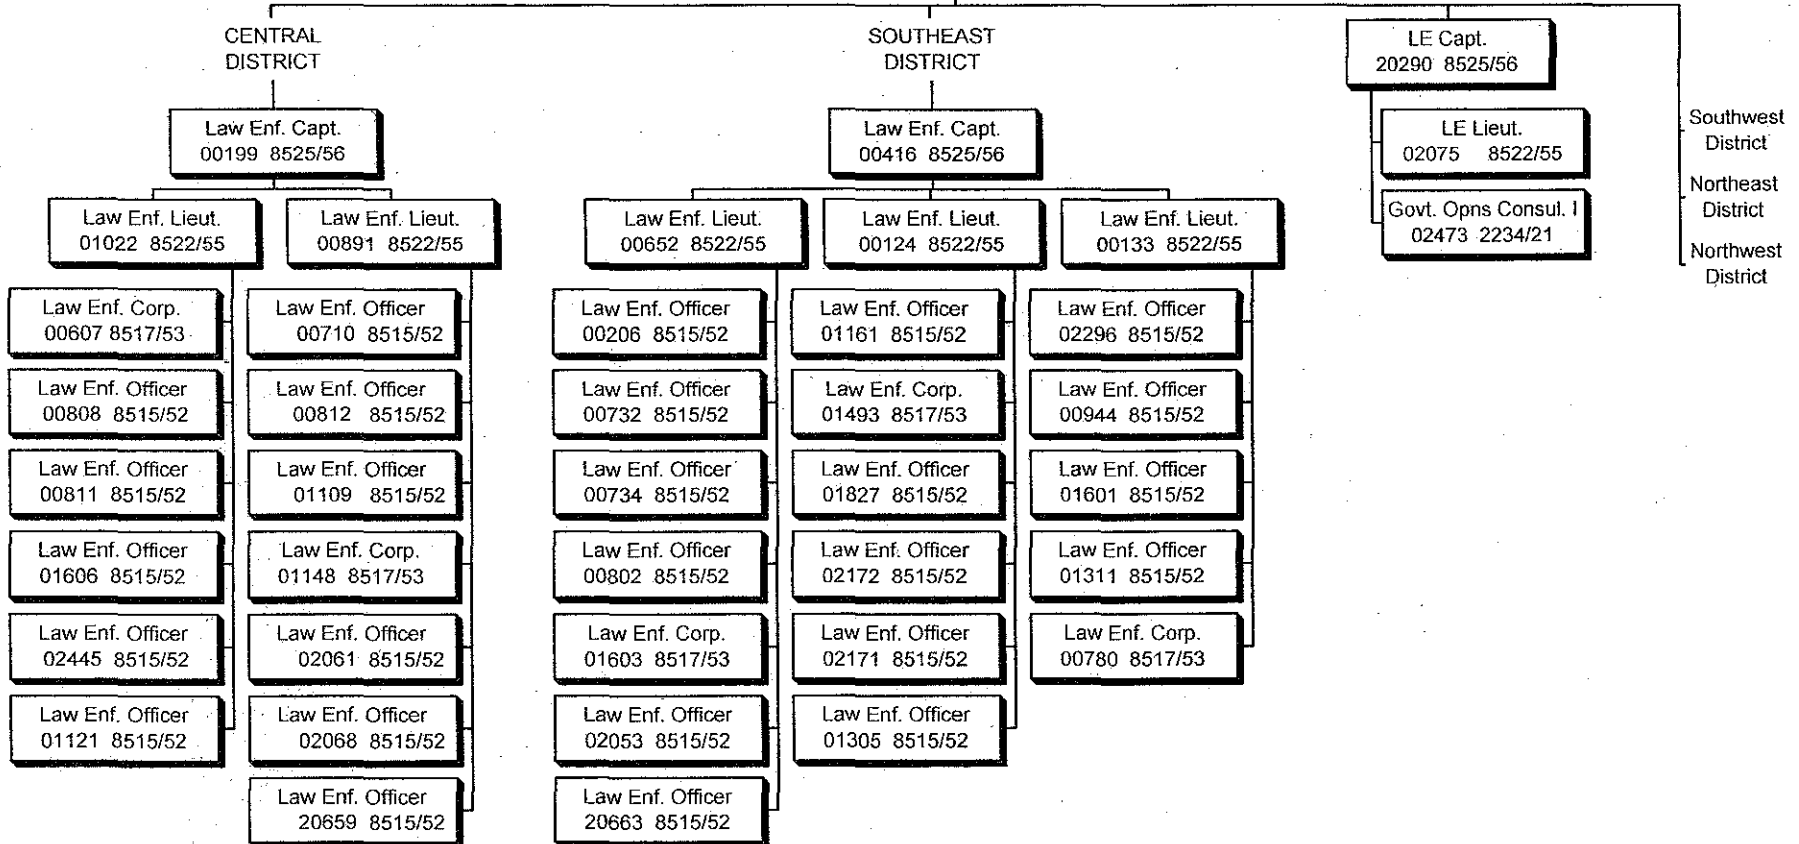 CENTRAL
DISTRICT
Law Enf. Capt.
00199 8525/56
Law Enf. Lieut.
01022 8522/55
Law Enf. Corp.
00607 8517/53
Law Enf. Officer
00808 8515/52
Law Enf. Officer
00811 8515/52
Law Enf. Officer
01606 8515/52
Law Enf. Officer
02445 8515/52
Law Enf. Officer
01121 8515/52
Law Enf. Lieut.
00891 8522/55
Law Enf. Officer
00710 8515/52
Law Enf. Officer
00812 8515/52
Law Enf. Officer
01109 8515/52
Law Enf. Corp.
01148 8517/53
Law Enf. Officer
02061 8515/52
Law Enf. Officer
02068 8515/52
Law Enf. Officer
20659 8515/52
SOUTHEAST
DISTRICT
Law Enf. Capt.
00416 8525/56
Law Enf. Lieut.
00652 8522/55
Law Enf. Officer
00206 8515/52
Law Enf. Officer
00732 8515/52
Law Enf. Officer
00734 8515/52
Law Enf. Officer
00802 8515/52
Law Enf. Corp.
01603 8517/53
Law Enf. Officer
02053 8515/52
Law Enf. Officer
20663 8515/52
Law Enf. Lieut.
00124 8522/55
Law Enf. Officer
01161 8515/52
Law Enf. Corp.
01493 8517/53
Law Enf. Officer
01827 8515/52
Law Enf. Officer
02172 8515/52
Law Enf. Officer
02171 8515/52
Law Enf. Officer
01305 8515/52
Law Enf. Lieut.
00133 8522/55
Law Enf. Officer
02296 8515/52
Law Enf. Officer
00944 8515/52
Law Enf. Officer
01601 8515/52
Law Enf. Officer
01311 8515/52
Law Enf. Corp.
00780 8517/53
LE Capt.
20290 8525/56
LE Lieut.
02075 8522/55
Govt. Opns Consul. I
02473 2234/21
Southwest
District
Northeast
District
Northwest
District